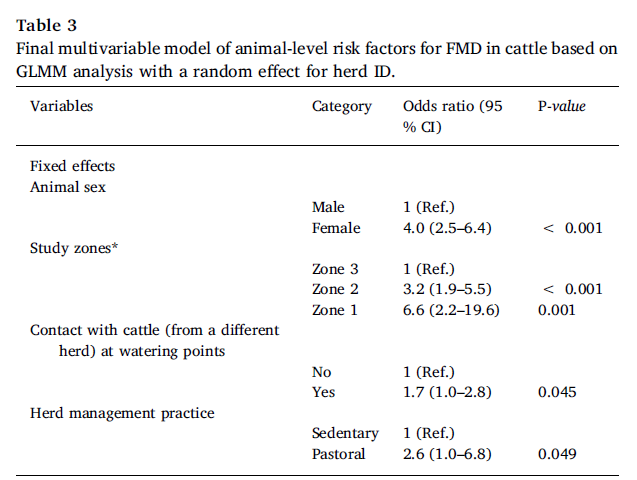 Table 3
Final multivariable model of animal-level risk factors for FMD in cattle based on
GLMM analysis with a random effect for herd ID.
Variables Category Odds ratio (95 P-value
% CI)
Fixed effects
Animal sex
Male 1 (Ref.)
Female 4.0 (2.5–6.4) < 0.001
Study zones*
Zone 3 1 (Ref.)
Zone 2 3.2 (1.9–5.5) < 0.001
Zone 1 6.6 (2.2–19.6) 0.001
Contact with cattle (from a different
herd) at watering points
No 1 (Ref.)
Yes 1.7 (1.0–2.8) 0.045
Herd management practice
Sedentary 1 (Ref.)
Pastoral 2.6 (1.0–6.8) 0.049